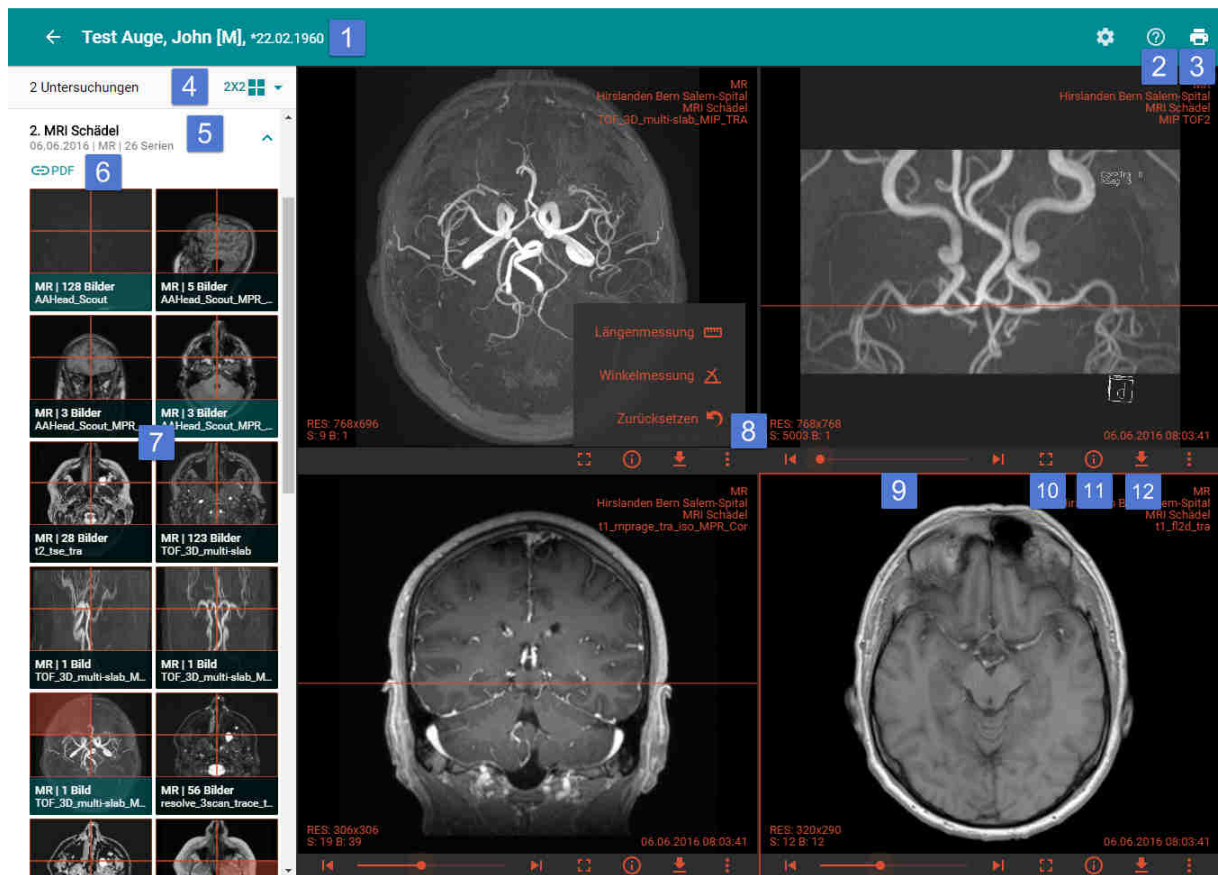 Test Auge, John [M], *22.02.1960
1
2
3
2 Untersuchungen
4
2X2
2. MRI Schädel
06.06.2016 | MR | 26 Serien
5
PDF
6
MR | 128 Bilder
AAHead_Scout
MR | 5 Bilder
AAHead_Scout_MPR_...
MR | 3 Bilder
AAHead_Scout_MPR_
MR | 3 Bilder
AAHead_Scout_MPR_...
7
MR | 28 Bilder
t2_tse_tra
MR | 123 Bilder
TOF_3D_multi-slab
MR | 1 Bild
TOF_3D_multi-slab_M...
MR | 1 Bild
TOF_3D_multi-slab_M...
MR | 1 Bild
TOF_3D_multi-slab_M...
MR | 56 Bilder
resolve_3scan_trace_t...
MR
Hirslanden Bern Salem-Spital
MRI Schädel
TOF_3D_multi-slab_MIP_TRA
Längenmessung
Winkelmessung
Zurücksetzen
RES: 768x696
S: 9 B: 1
8
Hirslanden Bern Salem-Spital
MRI Schädel
MIP TOF2
RES: 768x768
S: 5003 B: 1
06.06.2016 08:03:41
MR
Hirslanden Bern Salem-Spital
MRI Schädel
t1_mprage_tra_iso_MPR_Cor
RES: 306x306
S: 19 B: 39
06.06.2016 08:03:41
9
10
11
12
MR
MRI Schädel
t1_fl2d_tra
RES: 320x290
S: 12 B: 12
06.06.2016 08:03:41